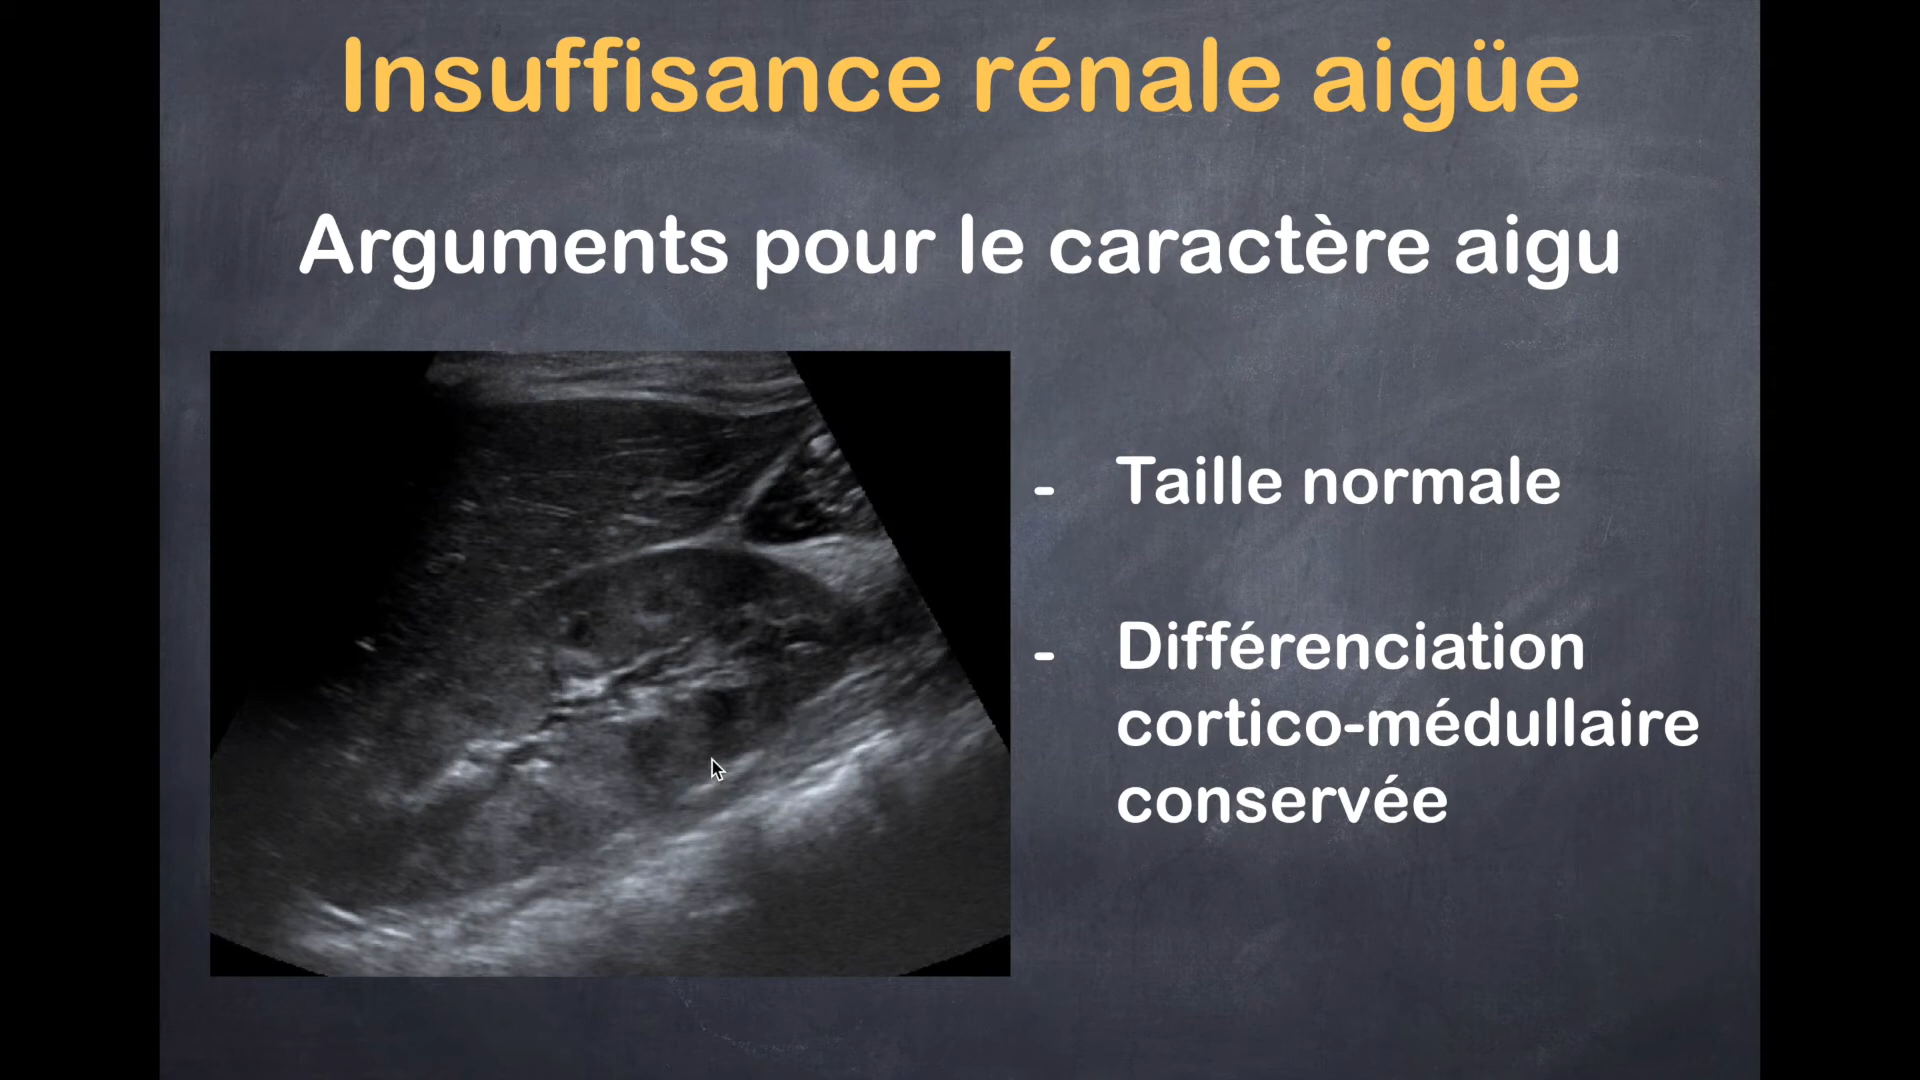 Insuffisance rénale aigüe
Arguments pour le caractère aigu
- Taille normale
- Différenciation
cortico-médullaire
conservée